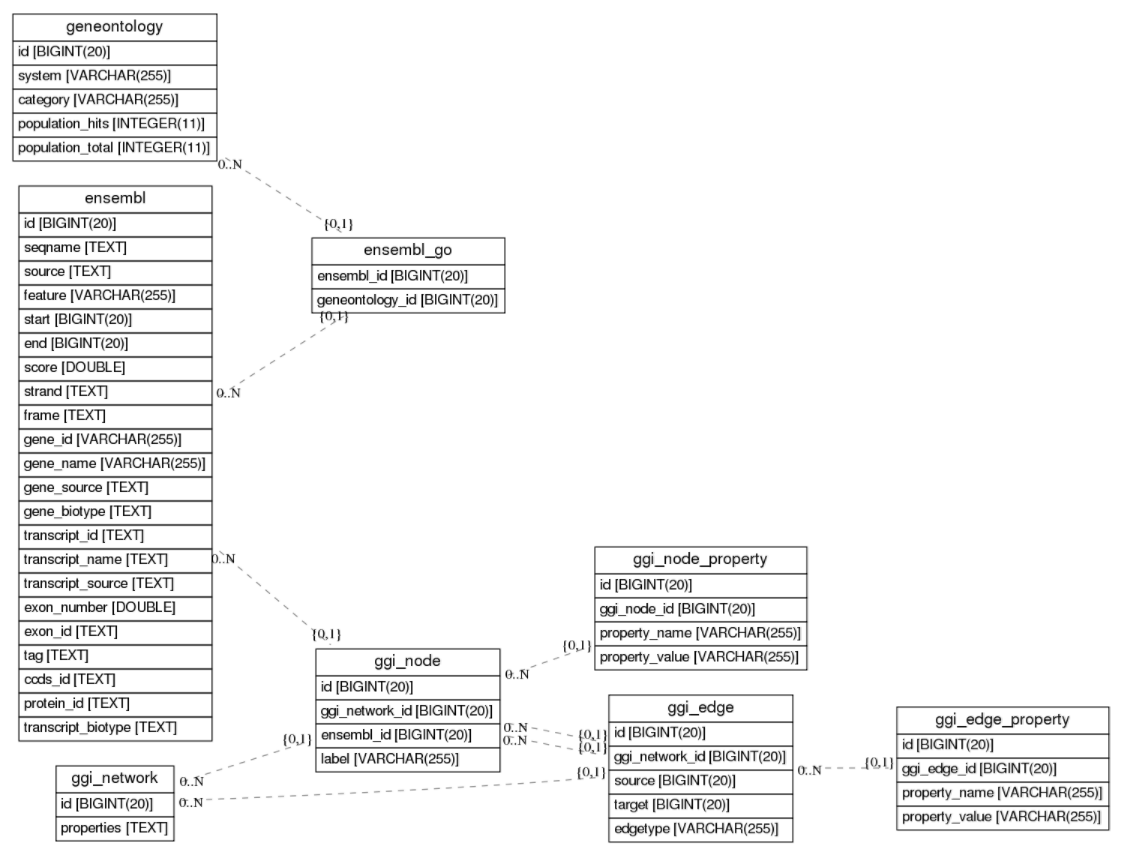 geneontology
id [BIGINT(20)]
system [VARCHAR(255)]
category [VARCHAR(255)]
population_hits [INTEGER(11)]
population_total [INTEGER(11)]
0..N
{0,1}
ensembl_go
ensembl_id [BIGINT(20)]
geneontology_id [BIGINT(20)]
{0,1}
0..N
ensembl
id [BIGINT(20)]
seqname [TEXT]
source [TEXT]
feature [VARCHAR(255)]
start [BIGINT(20)]
end [BIGINT(20)]
score [DOUBLE]
strand [TEXT]
frame [TEXT]
gene_id [VARCHAR(255)]
gene_name [VARCHAR(255)]
gene_source [TEXT]
gene_biotype [TEXT]
transcript_id [TEXT]
transcript_name [TEXT]
transcript_source [TEXT]
exon_number [DOUBLE]
exon_id [TEXT]
tag [TEXT]
ccds_id [TEXT]
protein_id [TEXT]
transcript_biotype [TEXT]
0..N
{0,1}
ggi_node
id [BIGINT(20)]
ggi_network_id [BIGINT(20)]
ensembl_id [BIGINT(20)]
label [VARCHAR(255)]
0..N
{0,1}
ggi_node_property
id [BIGINT(20)]
ggi_node_id [BIGINT(20)]
property_name [VARCHAR(255)]
property_value [VARCHAR(255)]
0..N
0..N
{0,1}
{0,1}
ggi_network
id [BIGINT(20)]
properties [TEXT]
0..N
{0,1}
0..N
{0,1}
ggi_edge
id [BIGINT(20)]
ggi_network_id [BIGINT(20)]
source [BIGINT(20)]
target [BIGINT(20)]
edgetype [VARCHAR(255)]
0..N
{0,1}
ggi_edge_property
id [BIGINT(20)]
ggi_edge_id [BIGINT(20)]
property_name [VARCHAR(255)]
property_value [VARCHAR(255)]